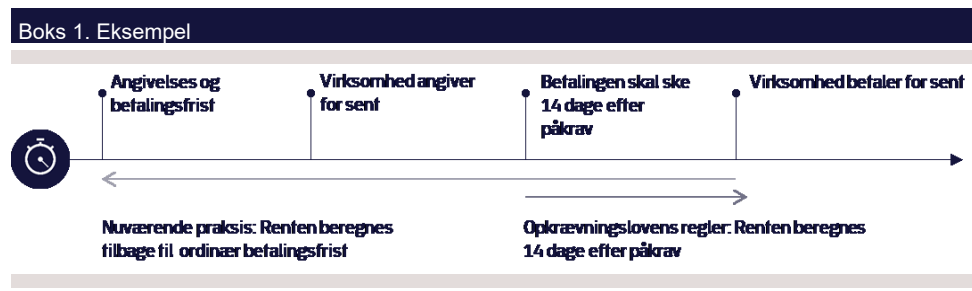 Boks 1. Eksempel
Angivelses og
betalingsfrist
Virksomhed angiver
for sent
Betalingen skal ske
14 dage efter
påkrav
Virksomhed betaler for sent
Nuværende praksis: Renten beregnes
tilbage til ordinær betalingsfrist
Opkrævningslovens regler: Renten beregnes
14 dage efter påkrav